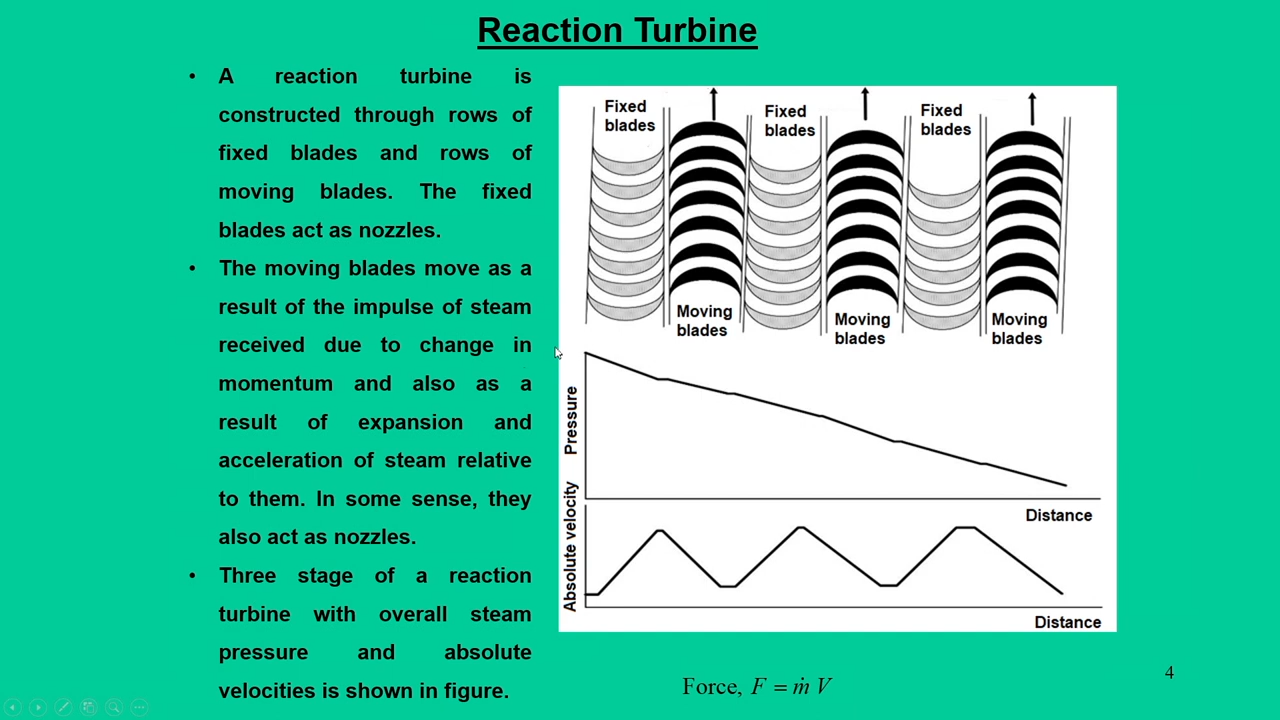 Reaction Turbine
• A reaction turbine is
constructed through rows of
fixed blades and rows of
moving blades. The fixed
blades act as nozzles.
• The moving blades move as a
result of the impulse of steam
received due to change in
momentum and also as a
result of expansion and
acceleration of steam relative
to them. In some sense, they
also act as nozzles.
• Three stage of a reaction
turbine with overall steam
pressure and absolute
velocities is shown in figure.
Fixed
blades
Fixed
blades
Fixed
blades
Moving
blades
Moving
blades
Moving
blades
Pressure
Distance
Absolute velocity
Distance
Force, F = ṁ V
4